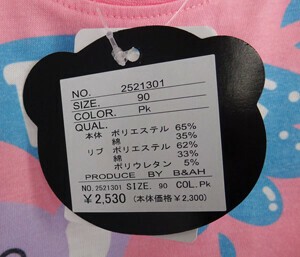 NO. 2521301
SIZE. 90
COLOR. Pk
QUAL.
本体 ポリエステル 65%
綿 35%
リブ ポリエステル 62%
綿 33%
ポリウレタン 5%
PRODUCE BY B&AH
NO.2521301 SIZE. 90 COL.Pk
¥2,530 (本体価格¥2,300)